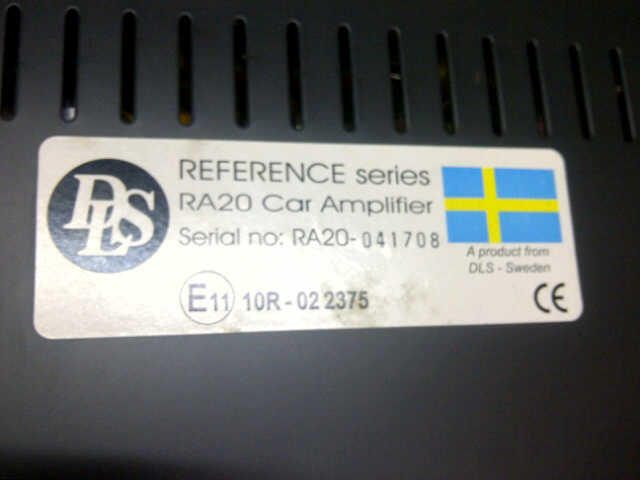 DLS
REFERENCE series
RA20 Car Amplifier
Serial no: RA20-041708
A product from
DLS - Sweden
E11 10R-02 2375
CE